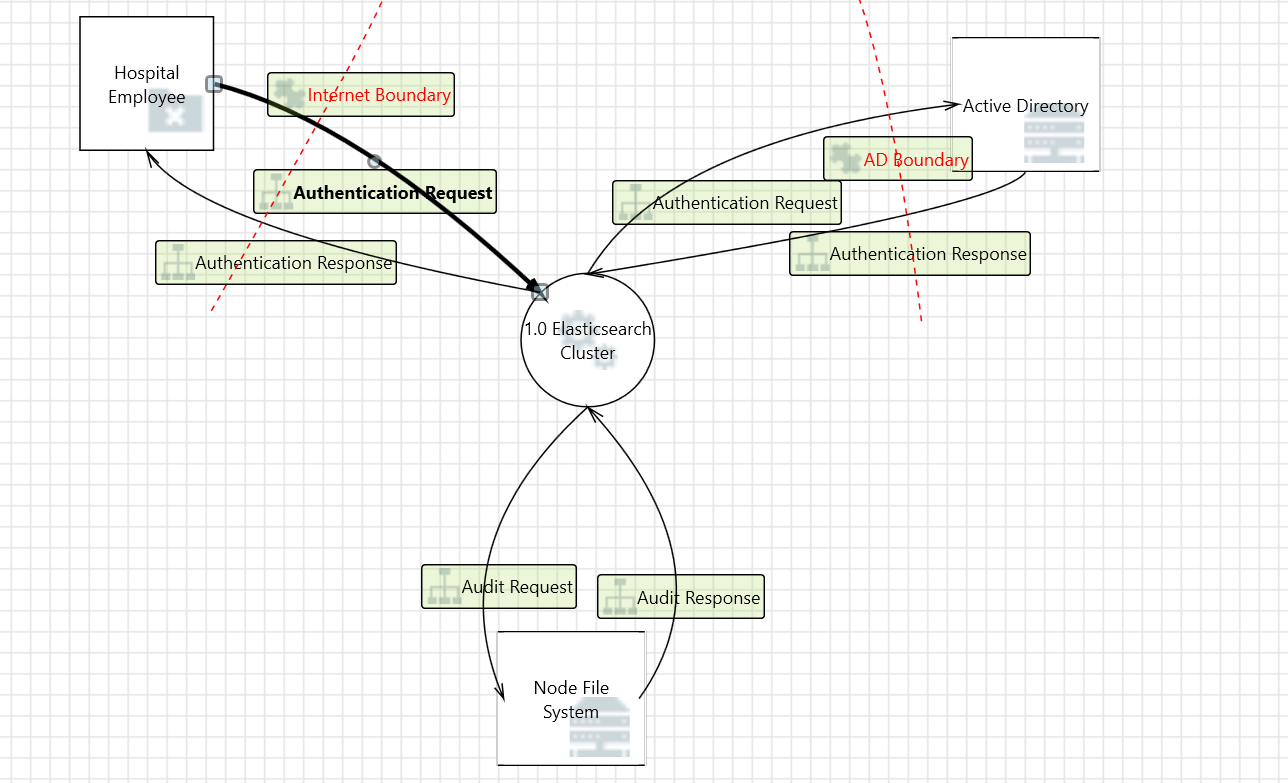 Hospital
Employee
Internet Boundary
Active Directory
AD Boundary
Authentication Request
Authentication Request
Authentication Response
Authentication Response
1.0 Elasticsearch
Cluster
Audit Request
Audit Response
Node File
System